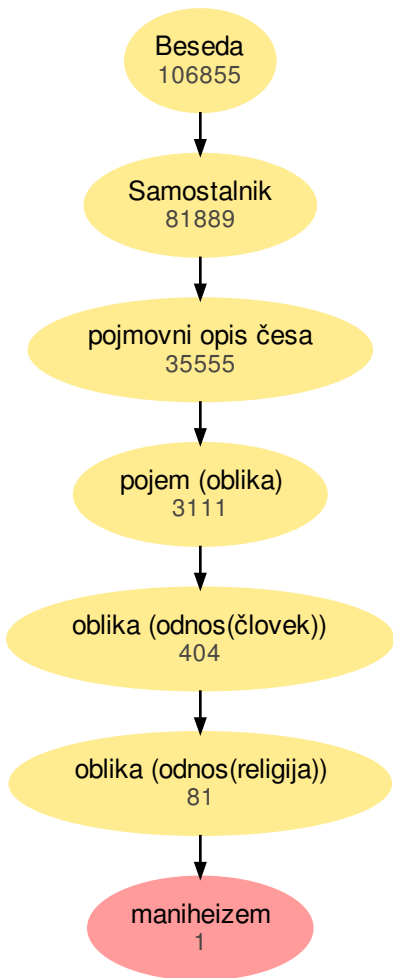 Beseda
106855
Samostalnik
81889
pojmovni opis česa
35555
pojem (oblika)
3111
oblika (odnos(človek))
404
oblika (odnos(religija))
81
maniheizem
1